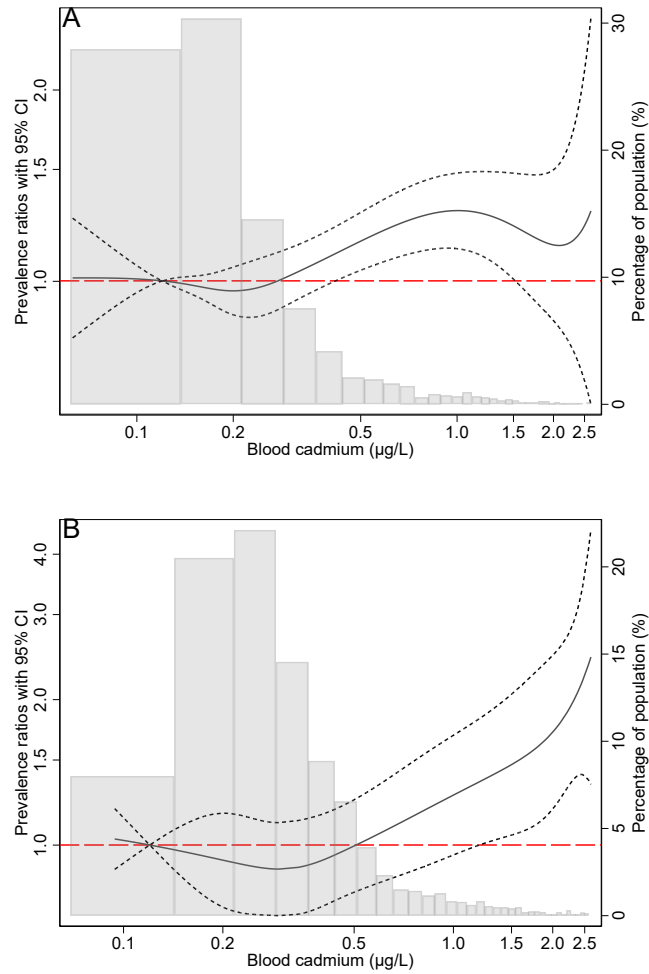 A
Prevalence ratios with 95% CI
1.0 1.5 2.0
0 10 20 30
Percentage of population (%)
0.1 0.2 0.5 1.0 1.5 2.0 2.5
Blood cadmium (µg/L)
B
Prevalence ratios with 95% CI
1.0 1.5 2.0 3.0 4.0
0 5 10 15 20
Percentage of population (%)
0.1 0.2 0.5 1.0 1.5 2.0 2.5
Blood cadmium (µg/L)